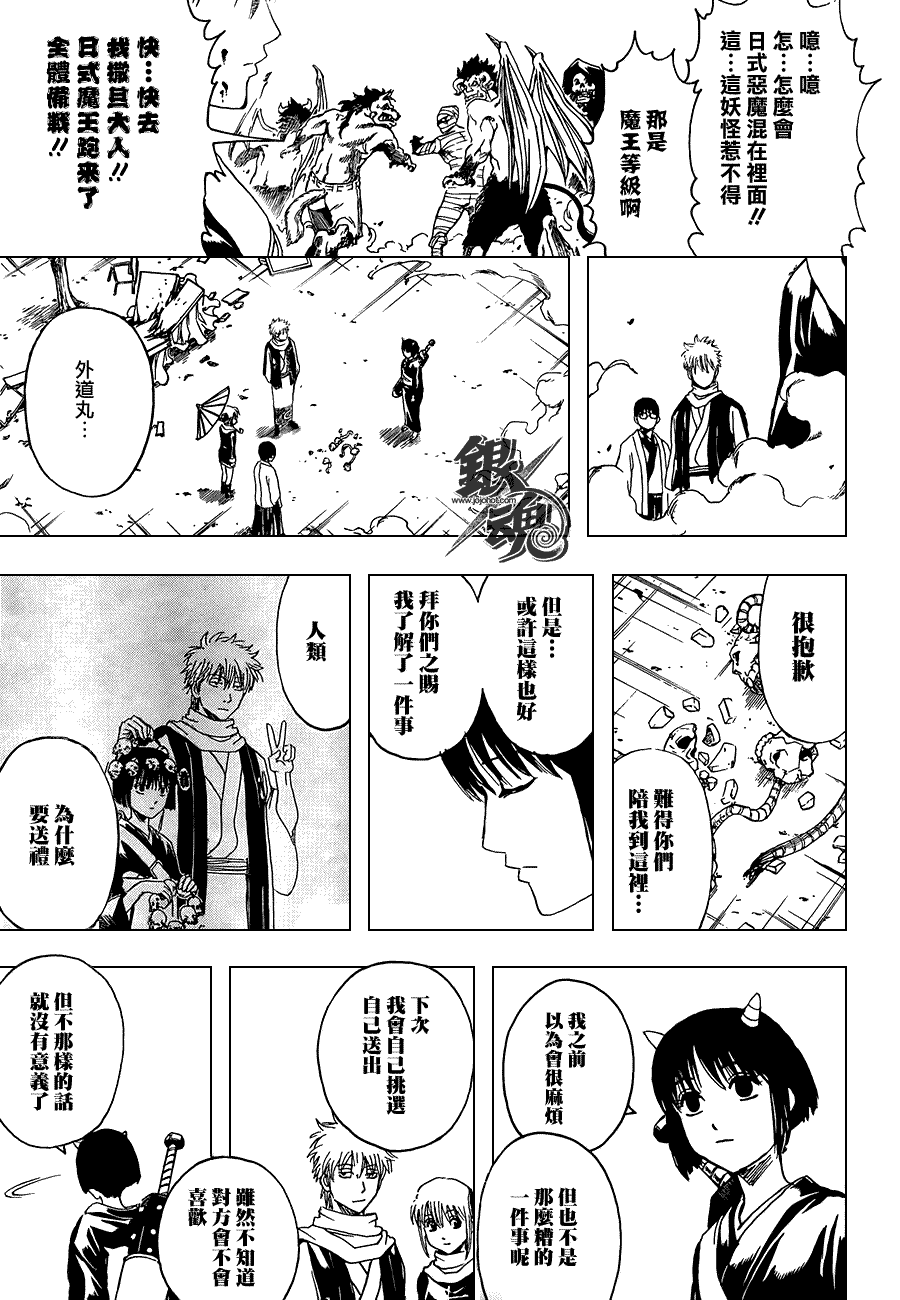 噫…噫
怎…怎麼會
日式惡魔混在裡面!!
這…這妖怪惹不得
那是
魔王等級啊
快…快去
找撒旦大人!!
日式魔王跑來了
全體備戰!!
外道丸…
銀魂
www.jojohot.com
很抱歉
難得你們
陪我到這裡…
但是…
或許這樣也好
拜你們之賜
我了解了一件事
人類
為什麼
要送禮
我之前
以為會很麻煩
但也不是
那麼糟的
一件事呢
下次
我會自己挑選
自己送出
雖然不知道
對方會不會
喜歡
但不那樣的話
就沒有意義了